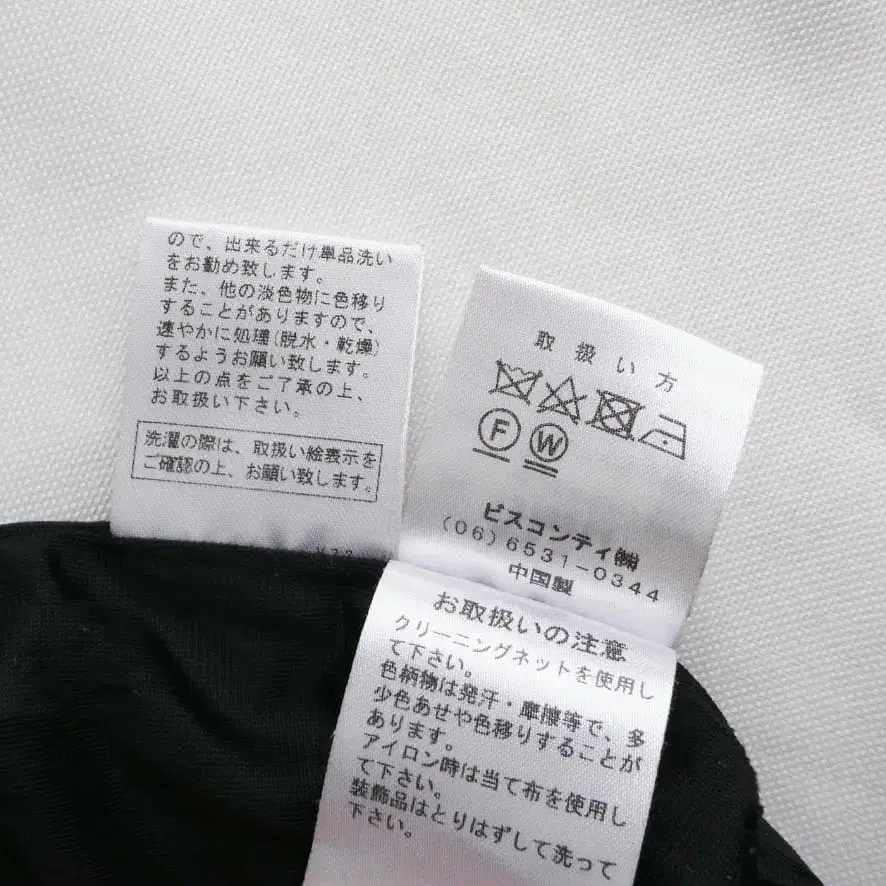 ので、出来るだけ単品洗い
をお勧め致します。
また、他の淡色物に色移り
することがありますので、
速やかに処理(脱水・乾燥)
するようお願い致します。
以上の点をご了承の上、
お取扱い下さい。
洗濯の際は、取扱い絵表示を
ご確認の上、お願い致します。
取扱い方
F W
ビスコンティ㈱
(06)6531-0344
中国製
お取扱いの注意
クリーニングネットを使用し
て下さい。
色柄物は発汗・摩擦等で、多
少色あせや色移りすることが
あります。
アイロン時は当て布を使用し
て下さい。
装飾品はとりはずして洗って
下さい。